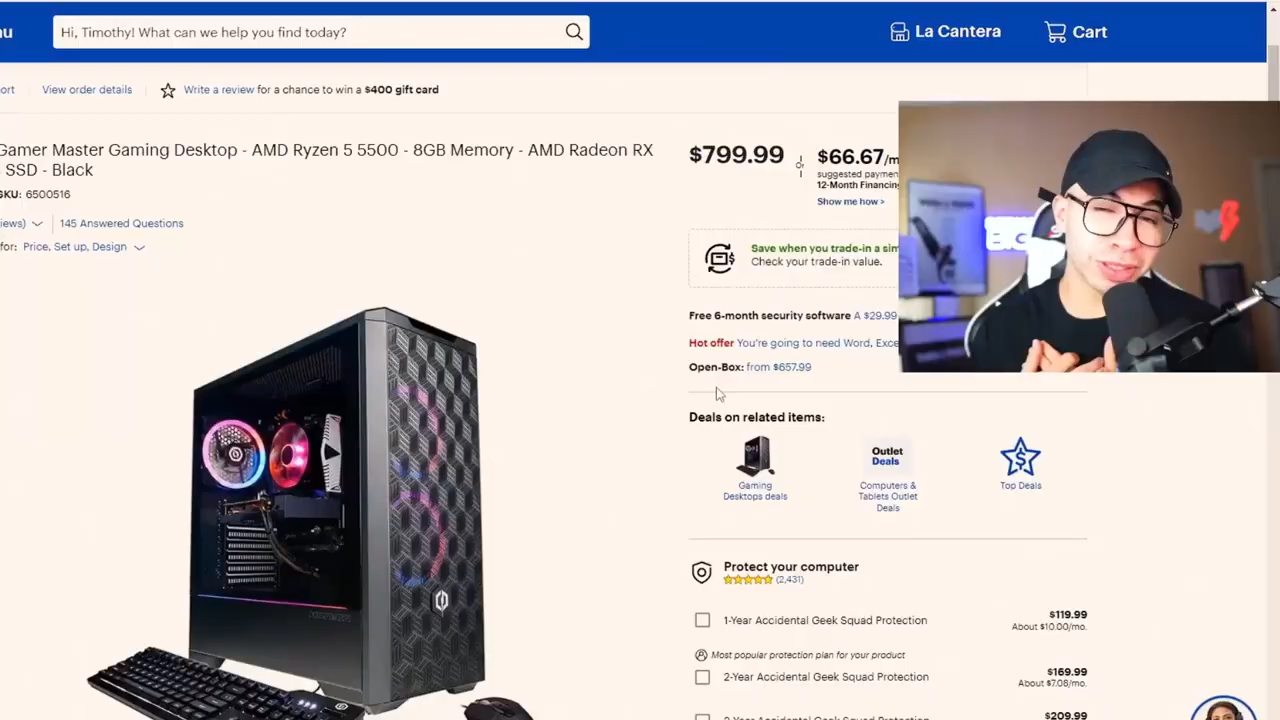 Hi, Timothy! What can we help you find today?
La Cantera
Cart
View order details
Write a review for a chance to win a $400 gift card
Gamer Master Gaming Desktop - AMD Ryzen 5 5500 - 8GB Memory - AMD Radeon RX
SSD - Black
SKU: 6500516
145 Answered Questions
for: Price, Set up, Design
$799.99
or
$66.67/m
suggested paymen
12-Month Financing
Show me how >
Save when you trade-in a sim
Check your trade-in value.
Free 6-month security software A $29.99
Hot offer You're going to need Word, Exce
Open-Box: from $657.99
Deals on related items:
Gaming
Desktops deals
Outlet
Deals
Computers &
Tablets Outlet
Deals
Top Deals
Protect your computer
(2,431)
1-Year Accidental Geek Squad Protection
$119.99
About $10.00/mo.
Most popular protection plan for your product
2-Year Accidental Geek Squad Protection
$169.99
About $7.08/mo.
$209.99